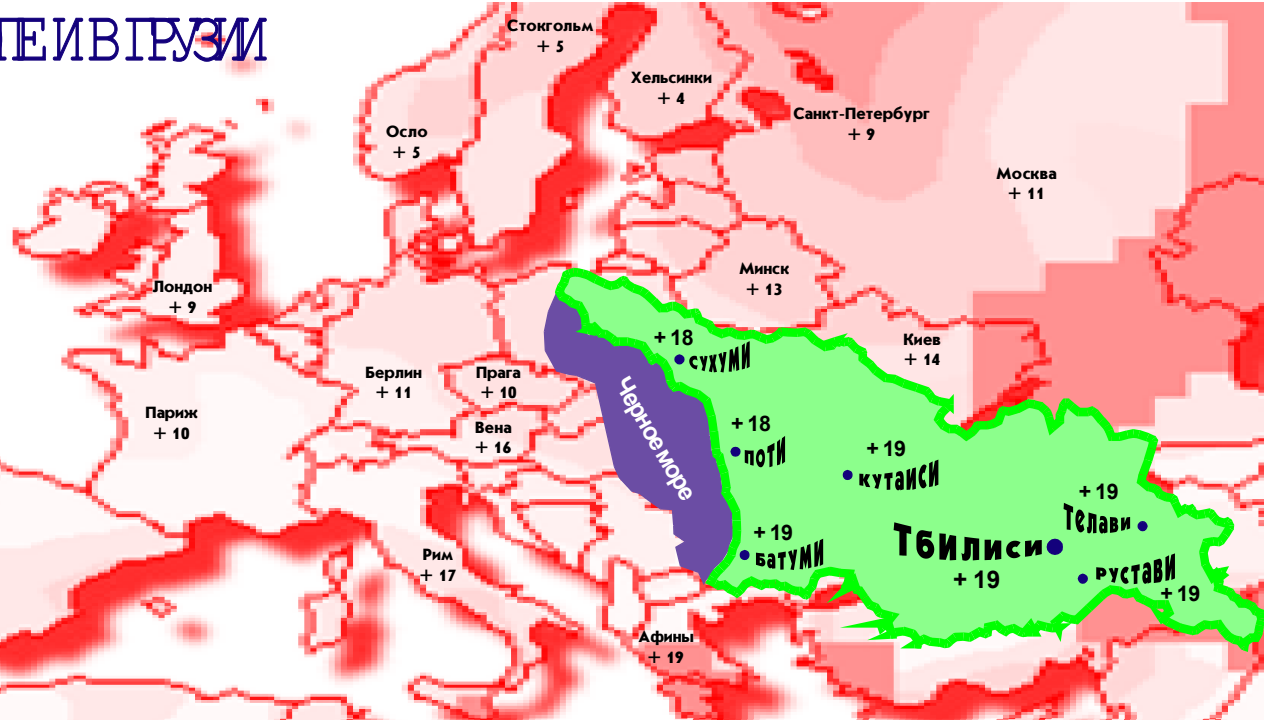 И В ГРУЗИИ
Стокгольм
+ 5
Хельсинки
+ 4
Санкт-Петербург
+ 9
Осло
+ 5
Москва
+ 11
Минск
+ 13
Лондон
+ 9
Киев
+ 14
+ 18
сухуми
Берлин
+ 11
Прага
+ 10
Париж
+ 10
Вена
+ 16
Черное море
+ 18
поти
+ 19
кутаиси
+ 19
Телави
Тбилиси
+ 19
+ 19
батуми
рустави
+ 19
Рим
+ 17
Афины
+ 19